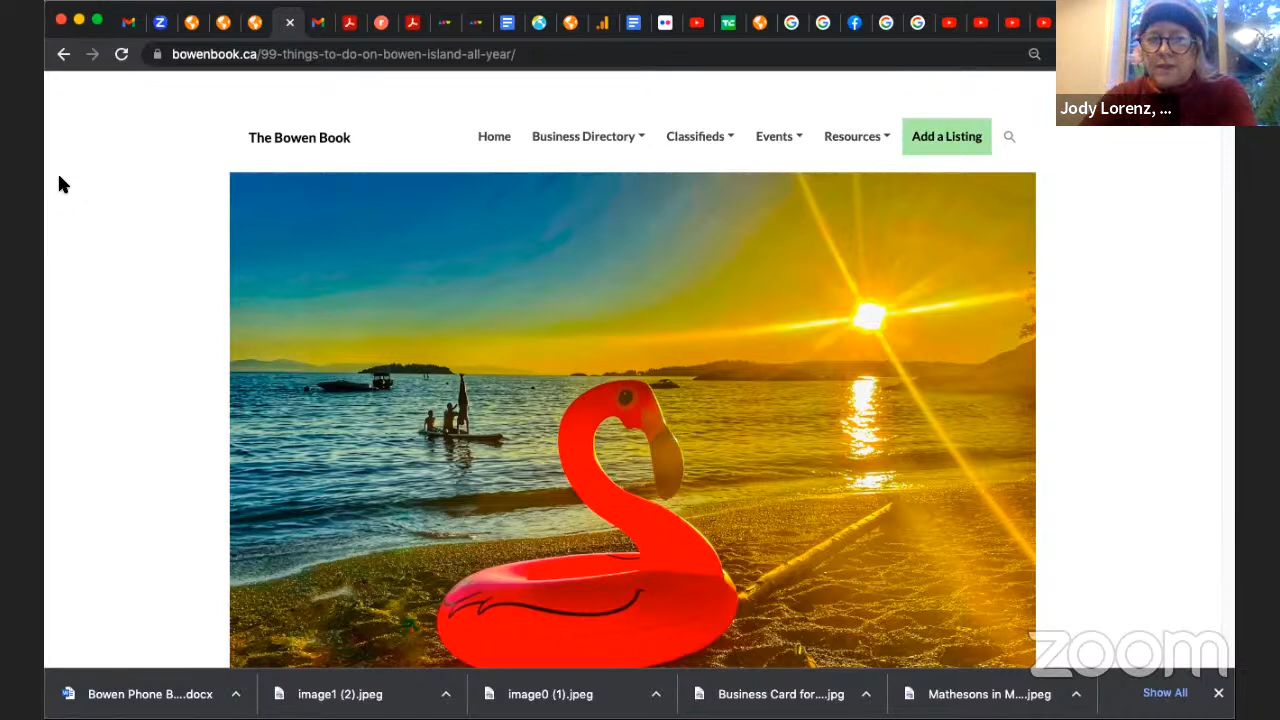 bowenbook.ca/99-things-to-do-on-bowen-island-all-year/
Jody Lorenz, ...
The Bowen Book
Home
Business Directory
Classifieds
Events
Resources
Add a Listing
zoom
Bowen Phone B....docx
image1 (2).jpeg
image0 (1).jpeg
Business Card for....jpg
Mathesons in M....jpeg
Show All